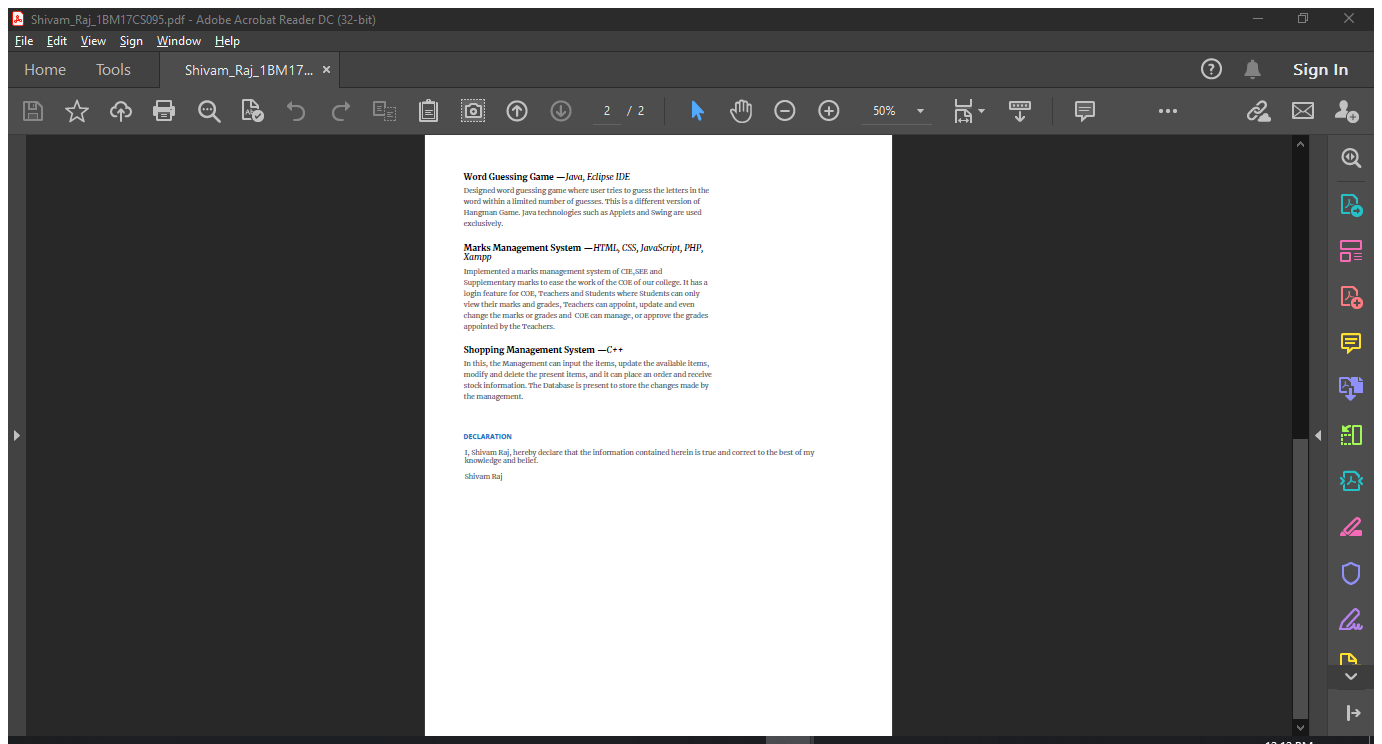 Shivam_Raj_1BM17CS095.pdf - Adobe Acrobat Reader DC (32-bit)
File Edit View Sign Window Help
Home Tools Shivam_Raj_1BM17... × Sign In
2 / 2 50%
Word Guessing Game —Java, Eclipse IDE
Designed word guessing game where user tries to guess the letters in the
word within a limited number of guesses. This is a different version of
Hangman Game. Java technologies such as Applets and Swing are used
exclusively.
Marks Management System —HTML, CSS, JavaScript, PHP,
Xampp
Implemented a marks management system of CIE,SEE and
Supplementary marks to ease the work of the COE of our college. It has a
login feature for COE, Teachers and Students where Students can only
view their marks and grades, Teachers can appoint, update and even
change the marks or grades and COE can manage, or approve the grades
appointed by the Teachers.
Shopping Management System —C++
In this, the Management can input the items, update the available items,
modify and delete the present items, and it can place an order and receive
stock information. The Database is present to store the changes made by
the management.
DECLARATION
I, Shivam Raj, hereby declare that the information contained herein is true and correct to the best of my
knowledge and belief.
Shivam Raj